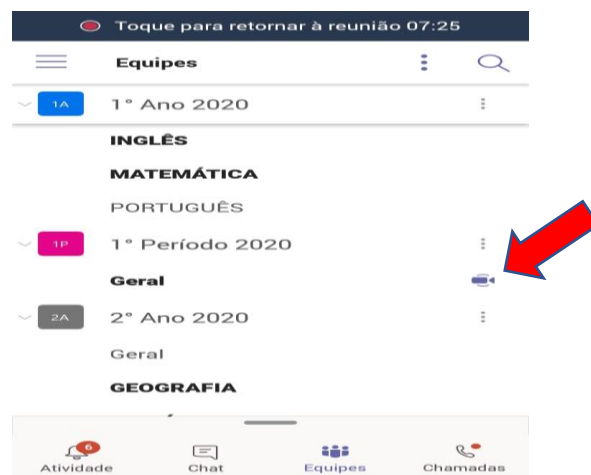 Toque para retornar à reunião 07:25
Equipes
1A 1° Ano 2020
INGLÊS
MATEMÁTICA
PORTUGUÊS
1P 1° Período 2020
Geral
2A 2° Ano 2020
Geral
GEOGRAFIA
6
Atividade Chat Equipes Chamadas